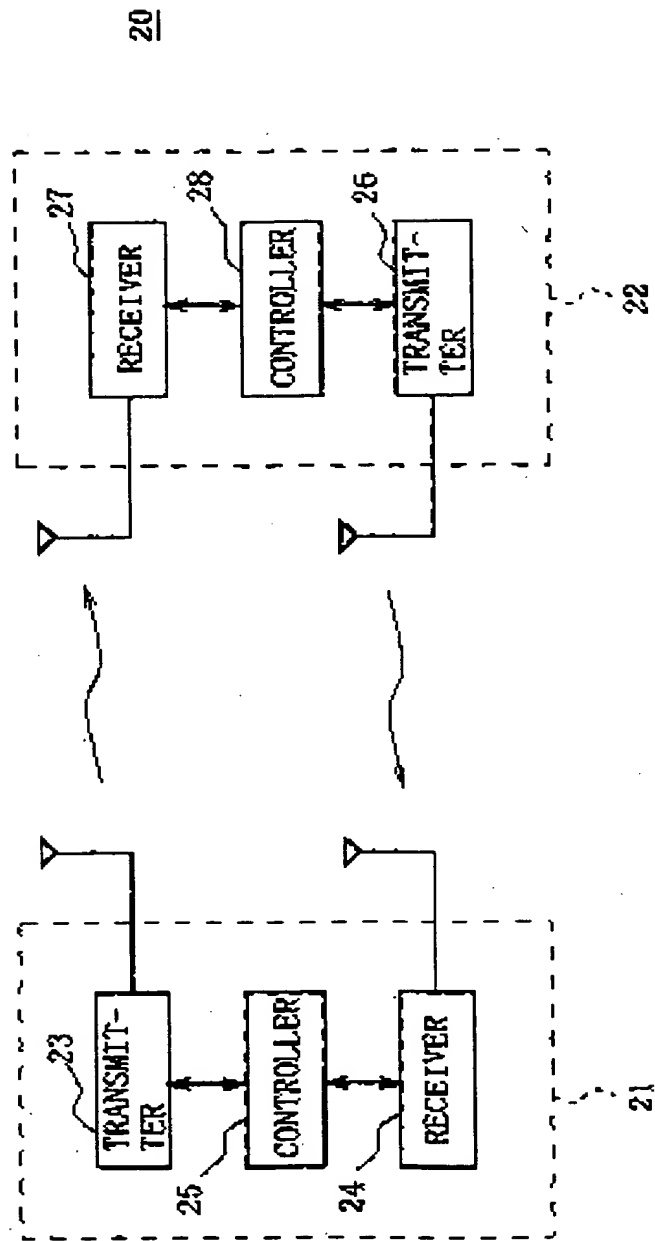 20
23
TRANSMIT-
TER
25
CONTROLLER
24
RECEIVER
21
27
RECEIVER
28
CONTROLLER
26
TRANSMIT-
TER
22